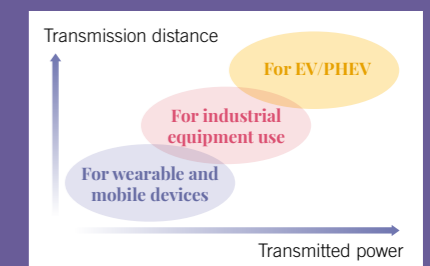 Transmission distance
For EV/PHEV
For industrial
equipment use
For wearable and
mobile devices
Transmitted power